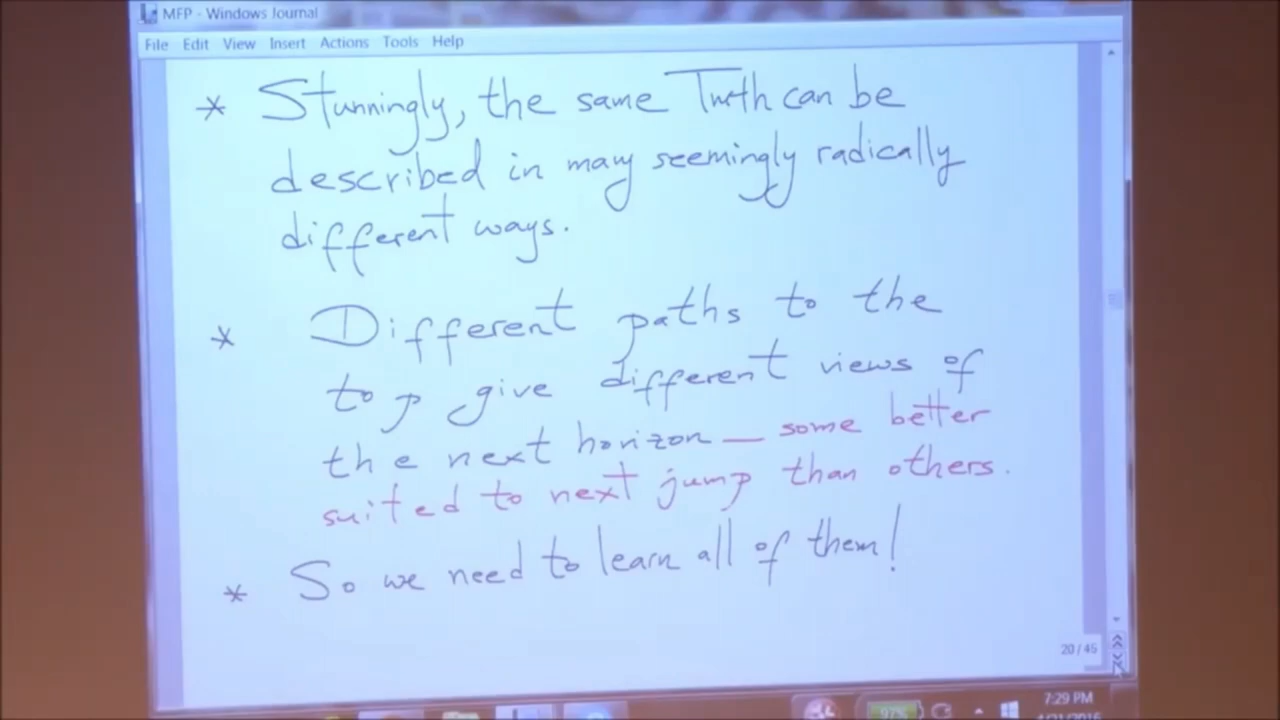 MFP - Windows Journal
File Edit View Insert Actions Tools Help
* Stunningly, the same Truth can be
described in many seemingly radically
different ways.
* Different paths to the
top give different views of
the next horizon — some better
suited to next jump than others.
* So we need to learn all of them!
20 / 45
7:29 PM
97%